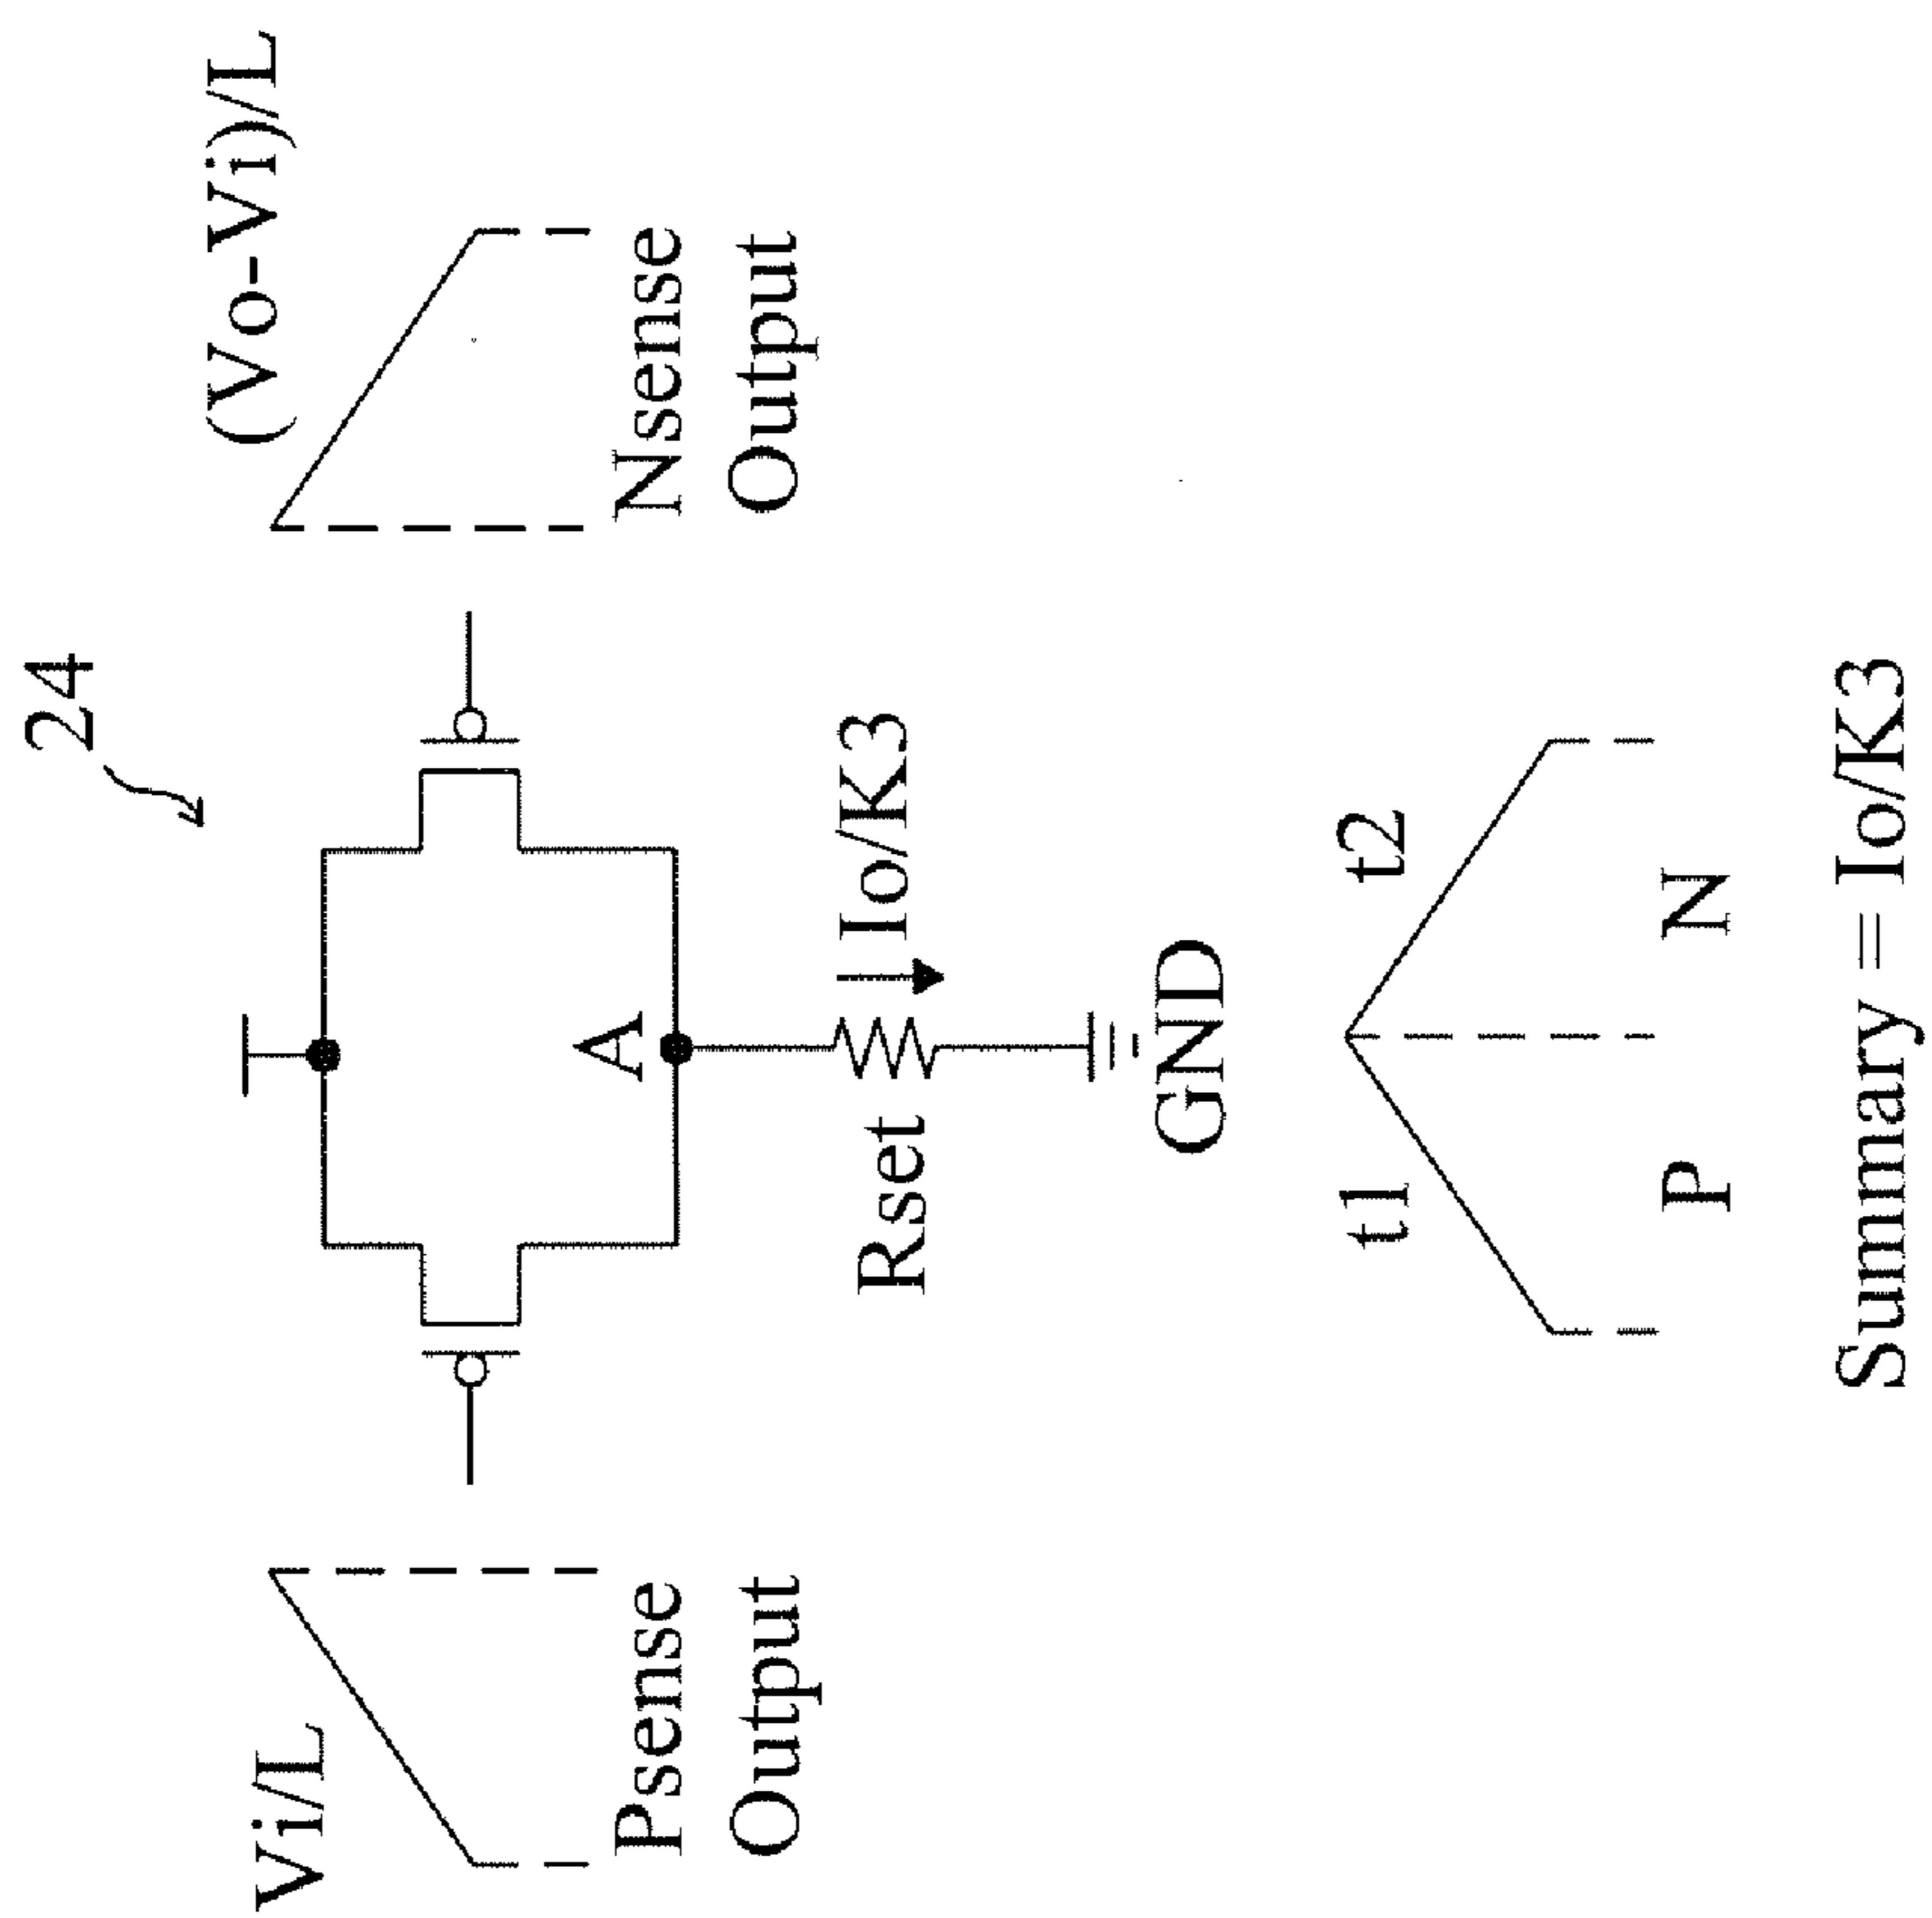 24
Vi/L
(Vo-Vi)/L
Psense
Output
A
Nsense
Output
Rset
Io/K3
GND
t1
t2
P
N
Summary = Io/K3